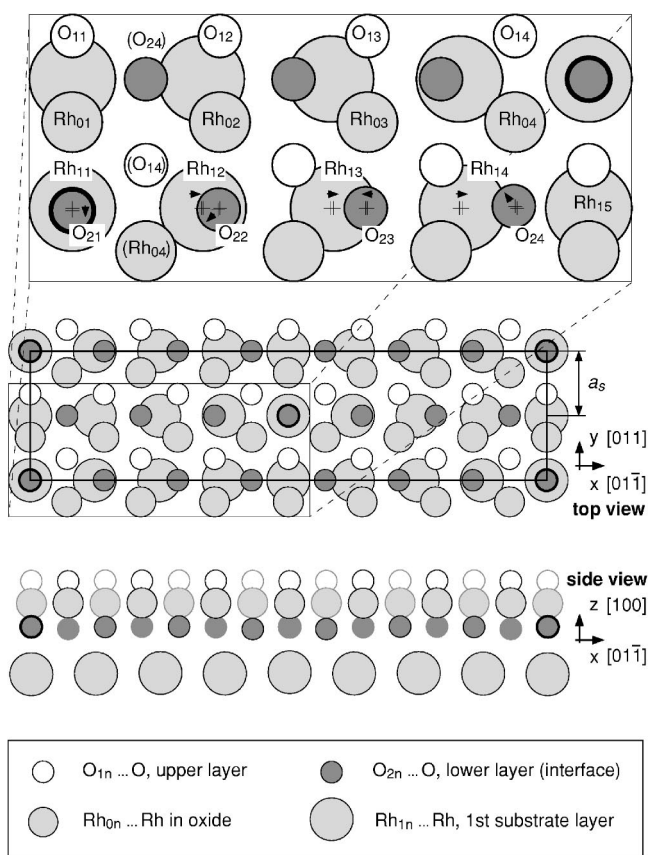 O11 (O24) O12 O13 O14
Rh01 Rh02 Rh03 Rh04
Rh11 (O14) Rh12 Rh13 Rh14
Rh15
O21 (Rh04) O22 O23 O24
as
y [011]
x [011̄]
top view
side view
z [100]
x [011̄]
O1n ... O, upper layer
O2n ... O, lower layer (interface)
Rh0n ... Rh in oxide
Rh1n ... Rh, 1st substrate layer